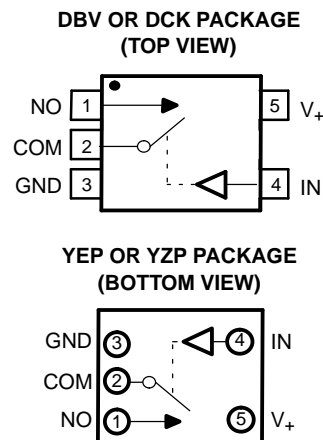 DBV OR DCK PACKAGE
(TOP VIEW)
NO 1 5 V+
COM 2
GND 3 4 IN
YEP OR YZP PACKAGE
(BOTTOM VIEW)
GND 3 4 IN
COM 2
NO 1 5 V+